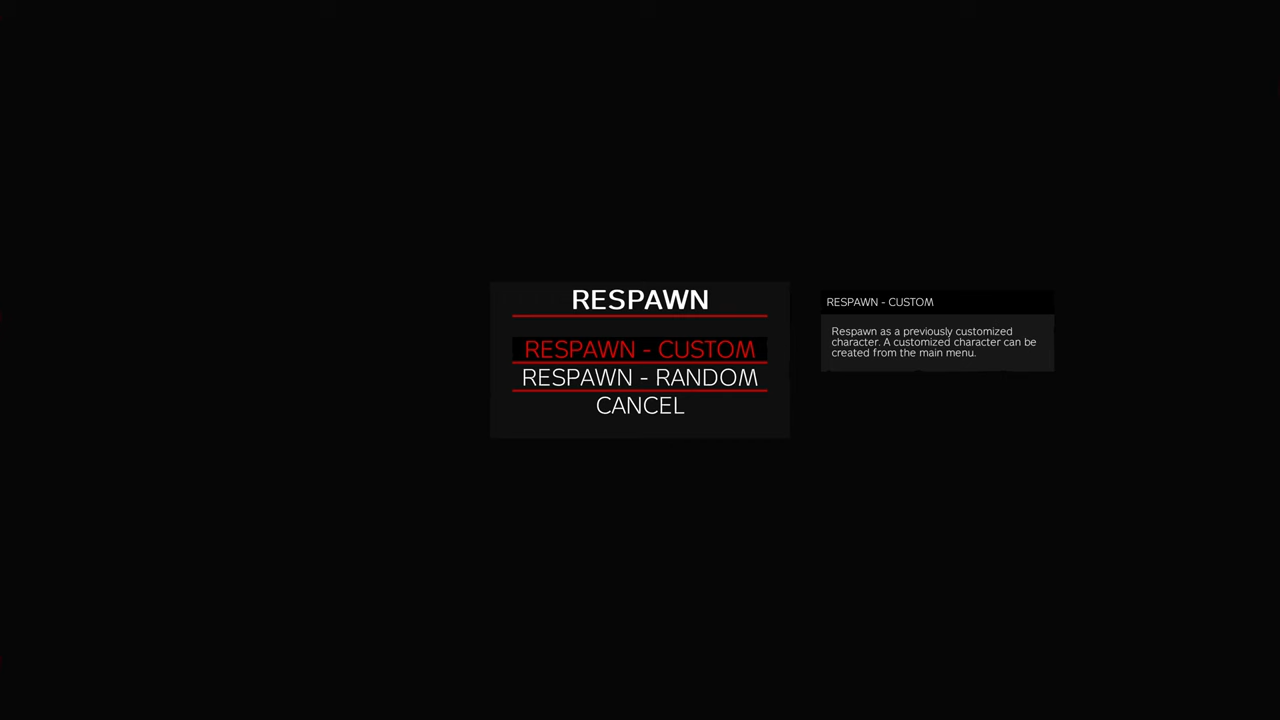 RESPAWN
RESPAWN - CUSTOM
RESPAWN - RANDOM
CANCEL
RESPAWN - CUSTOM
Respawn as a previously customized
character. A customized character can be
created from the main menu.